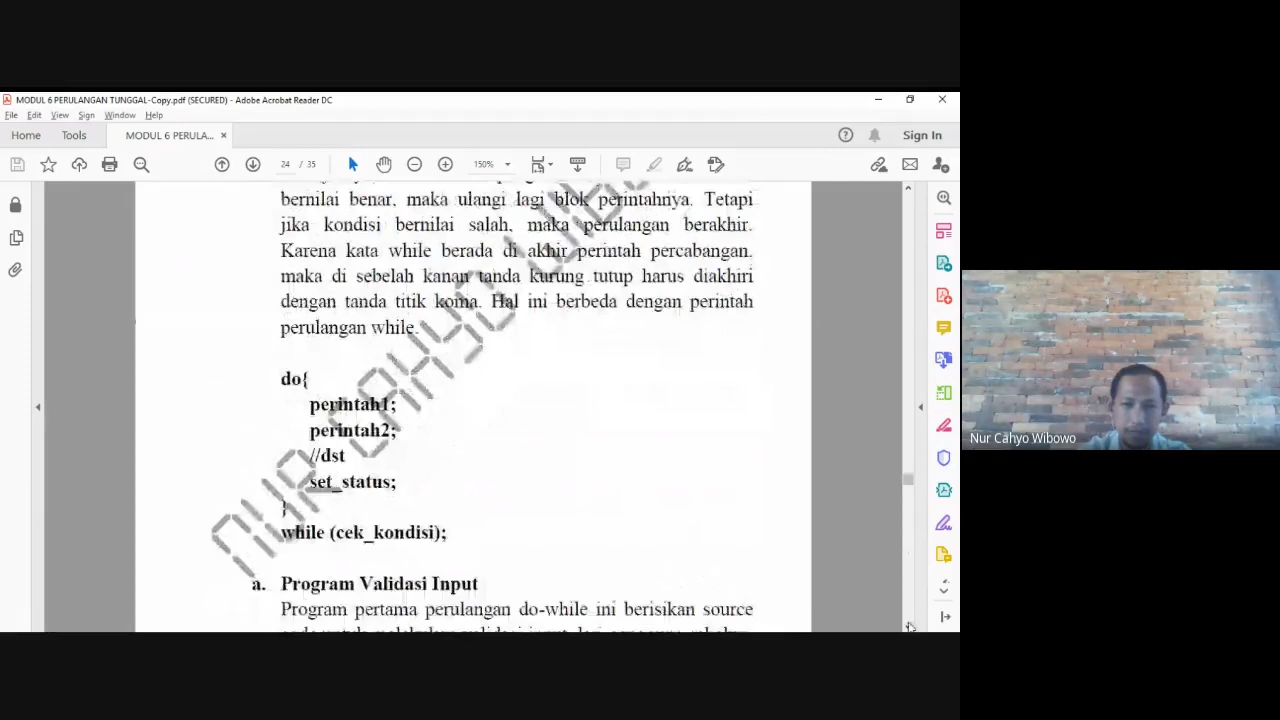 MODUL 6 PERULANGAN TUNGGAL-Copy.pdf (SECURED) - Adobe Acrobat Reader DC
File Edit View Sign Window Help
Home Tools MODUL 6 PERULA... × Sign In
24 / 35 150%
bernilai benar, maka ulangi lagi blok perintahnya. Tetapi
jika kondisi bernilai salah, maka perulangan berakhir.
Karena kata while berada di akhir perintah percabangan,
maka di sebelah kanan tanda kurung tutup harus diakhiri
dengan tanda titik koma. Hal ini berbeda dengan perintah
perulangan while.
do{
perintah1;
perintah2;
//dst
set_status;
}
while (cek_kondisi);
a. Program Validasi Input
Program pertama perulangan do-while ini berisikan source
NUR CAHYO
Nur Cahyo Wibowo